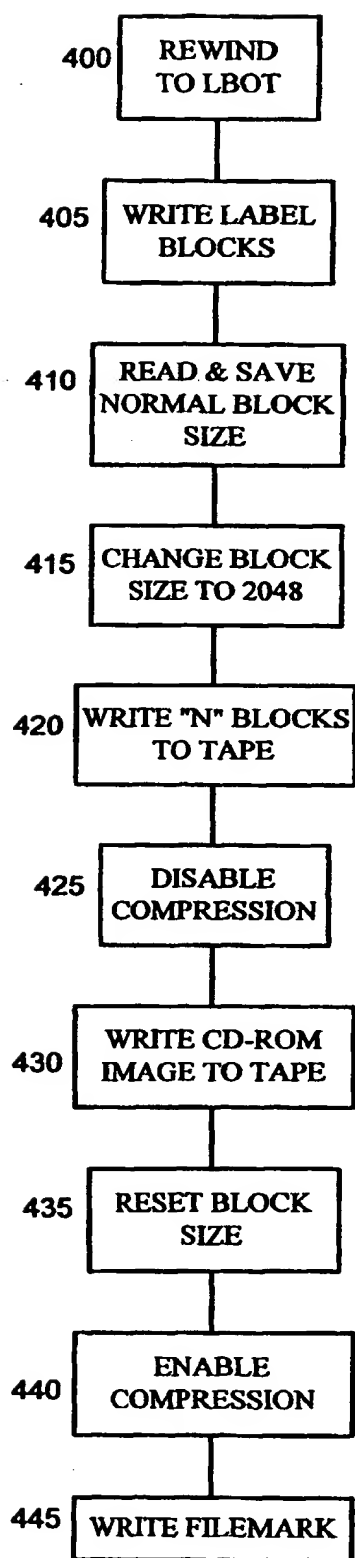 400
REWIND
TO LBOT
405
WRITE LABEL
BLOCKS
410
READ & SAVE
NORMAL BLOCK
SIZE
415
CHANGE BLOCK
SIZE TO 2048
420
WRITE "N" BLOCKS
TO TAPE
425
DISABLE
COMPRESSION
430
WRITE CD-ROM
IMAGE TO TAPE
435
RESET BLOCK
SIZE
440
ENABLE
COMPRESSION
445
WRITE FILEMARK